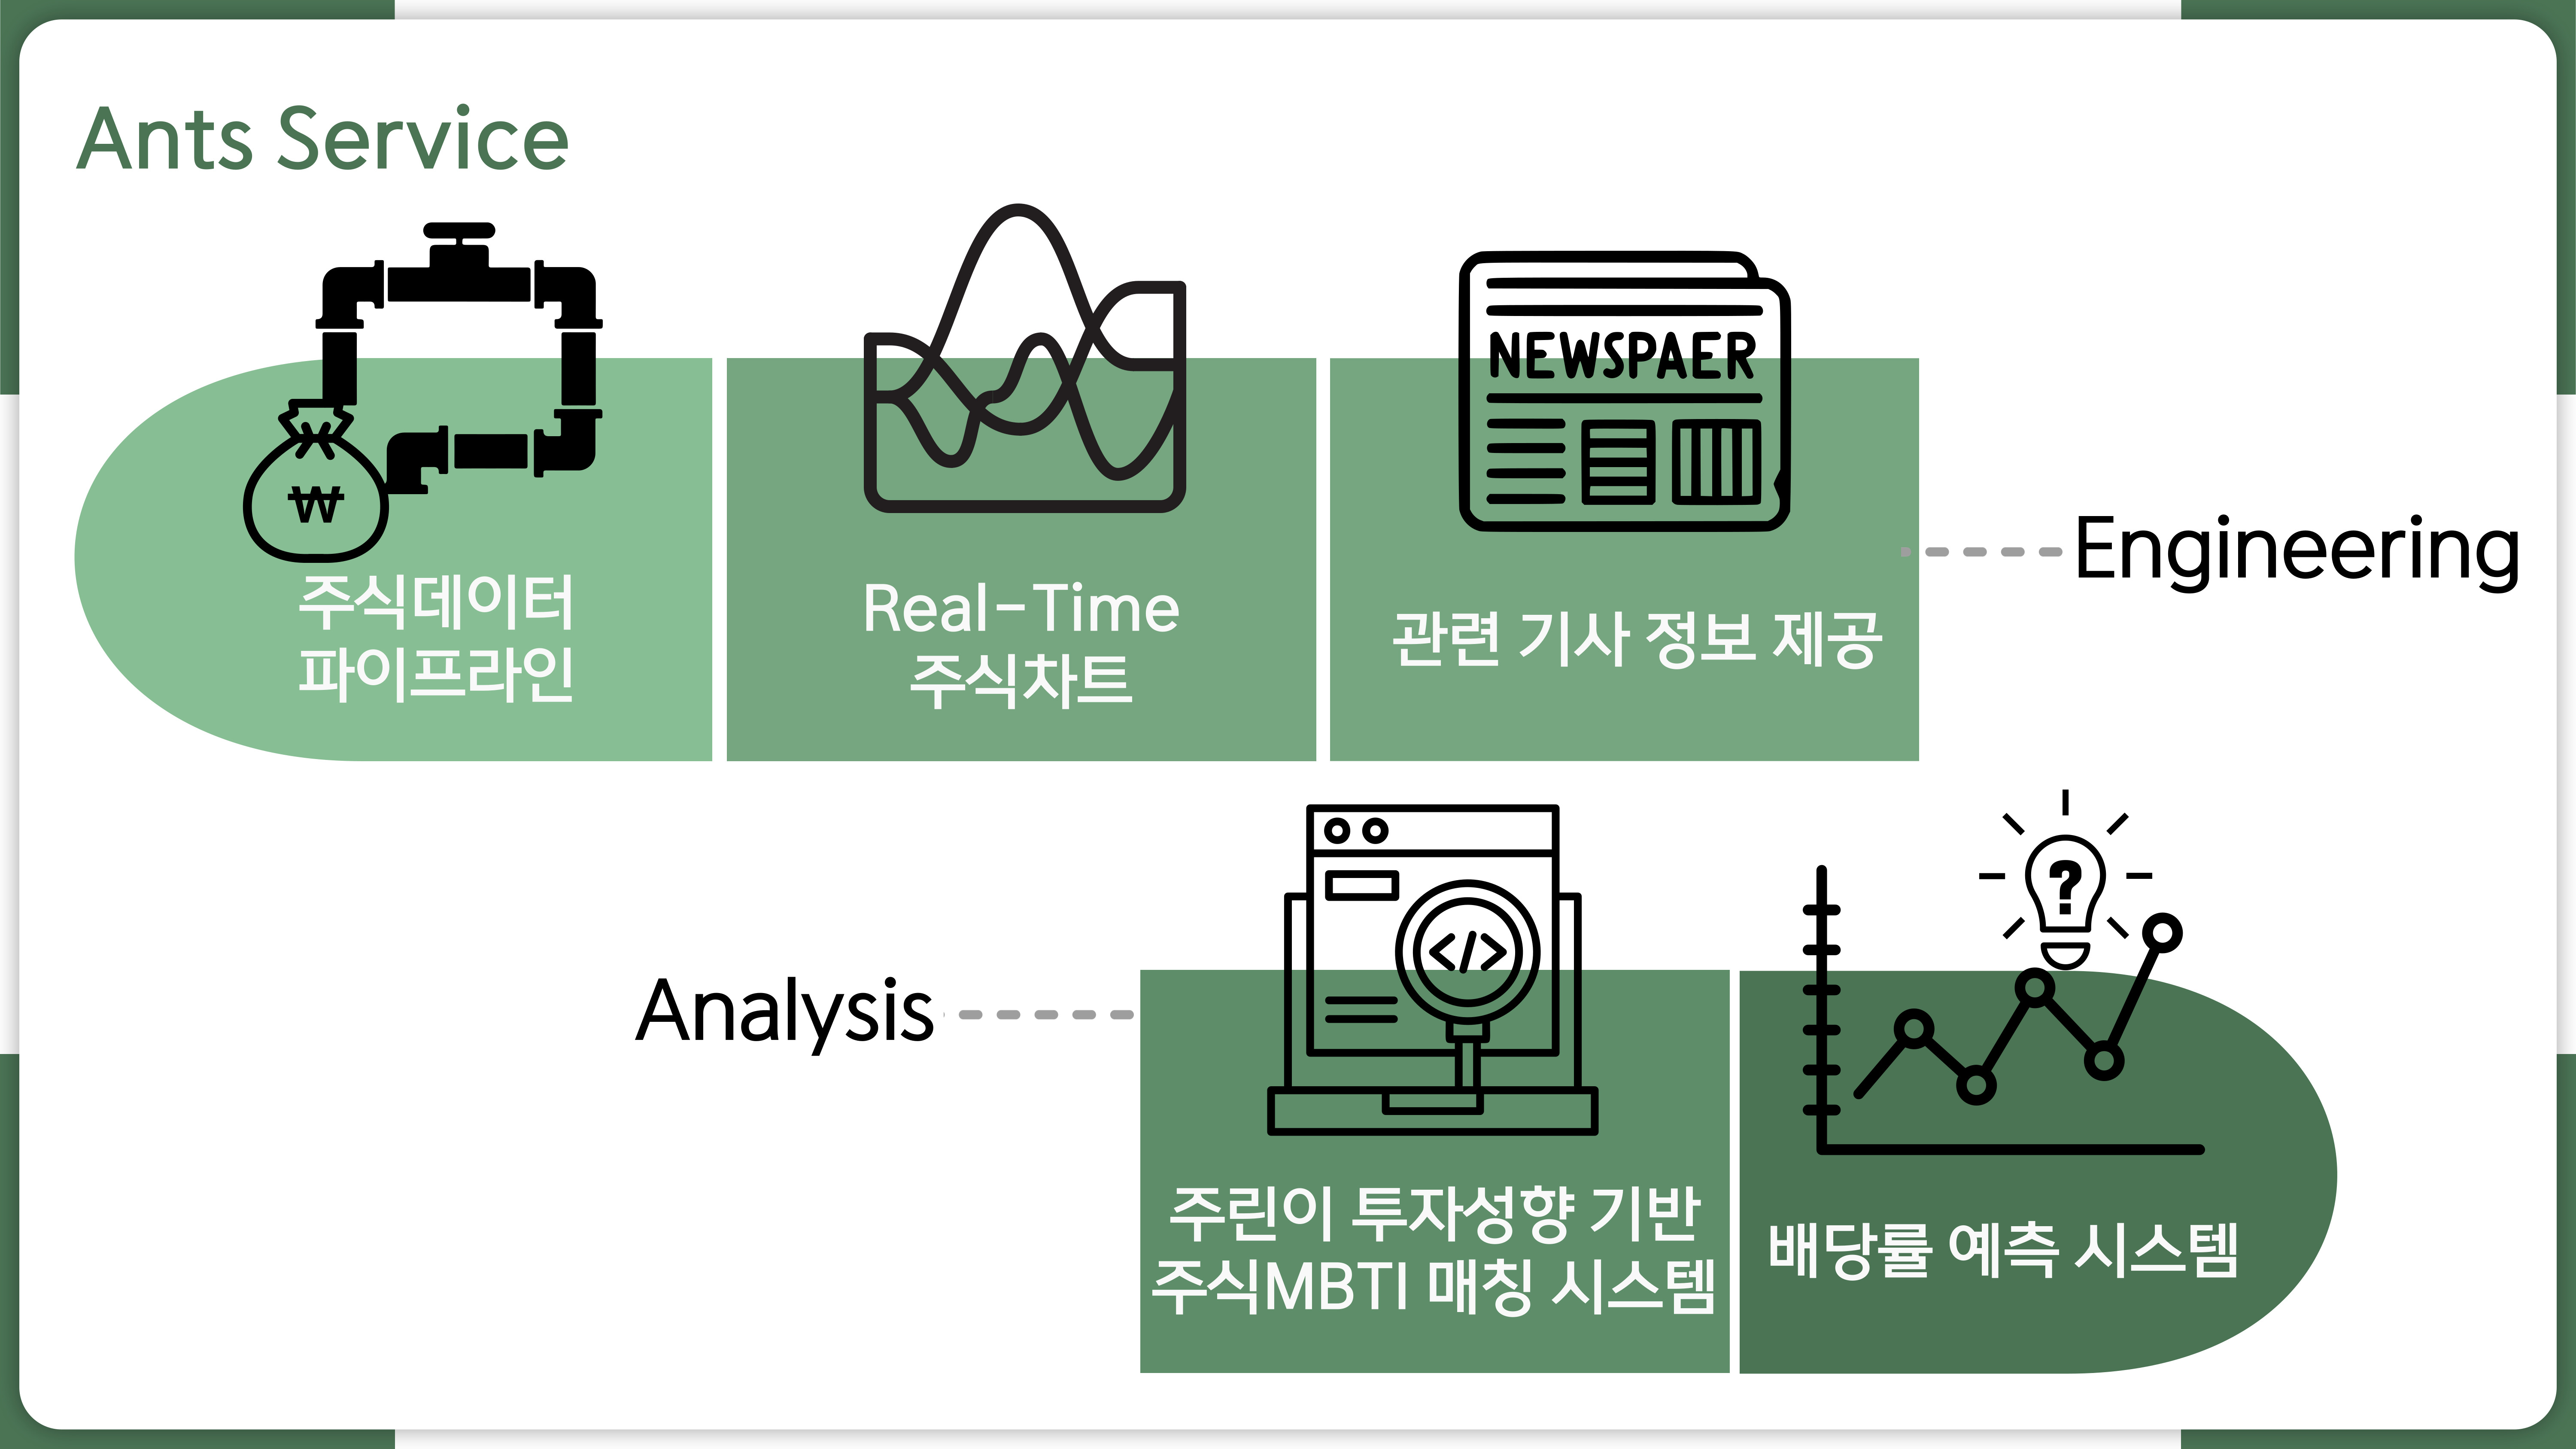 Ants Service
NEWSPAER
₩
주식데이터
파이프라인
Real-Time
주식차트
관련 기사 정보 제공
Engineering
?
</>
Analysis
주린이 투자성향 기반
주식MBTI 매칭 시스템
배당률 예측 시스템